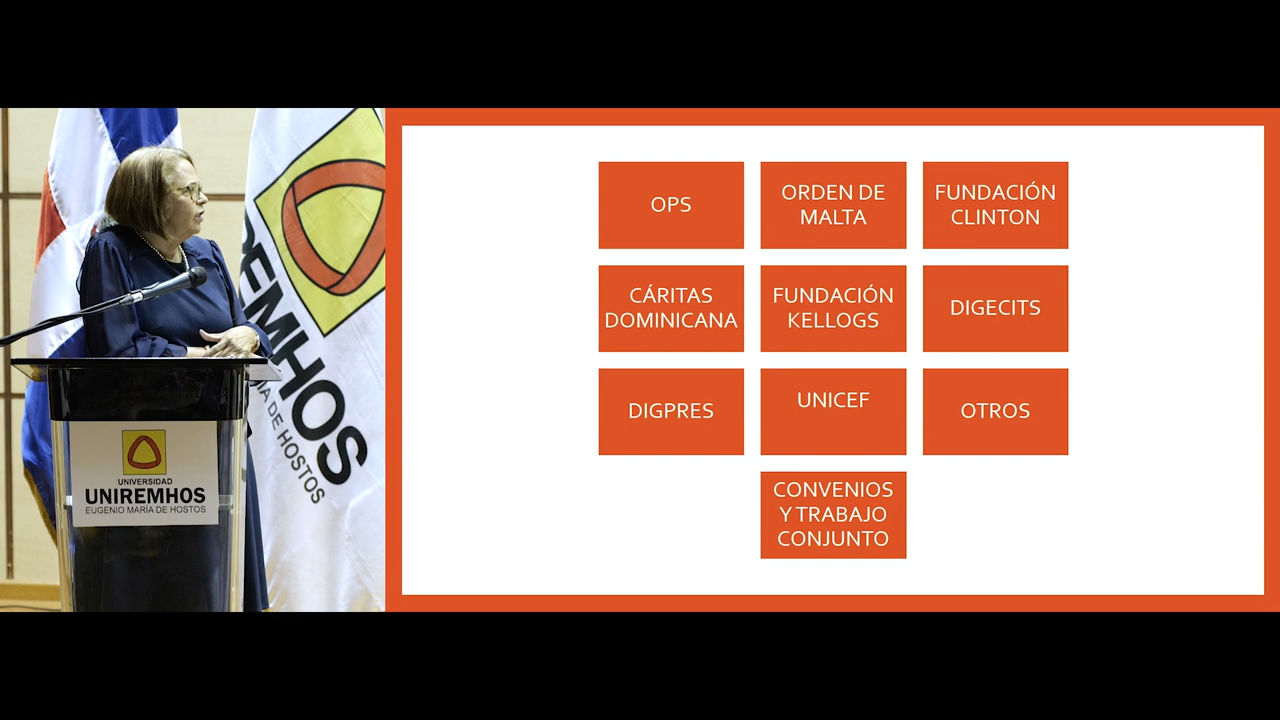 UNIVERSIDAD
UNIREMHOS
EUGENIO MARÍA DE HOSTOS
EMHOS
ÍA DE HOSTOS
OPS
ORDEN DE
MALTA
FUNDACIÓN
CLINTON
CÁRITAS
DOMINICANA
FUNDACIÓN
KELLOGS
DIGECITS
DIGPRES
UNICEF
OTROS
CONVENIOS
Y TRABAJO
CONJUNTO